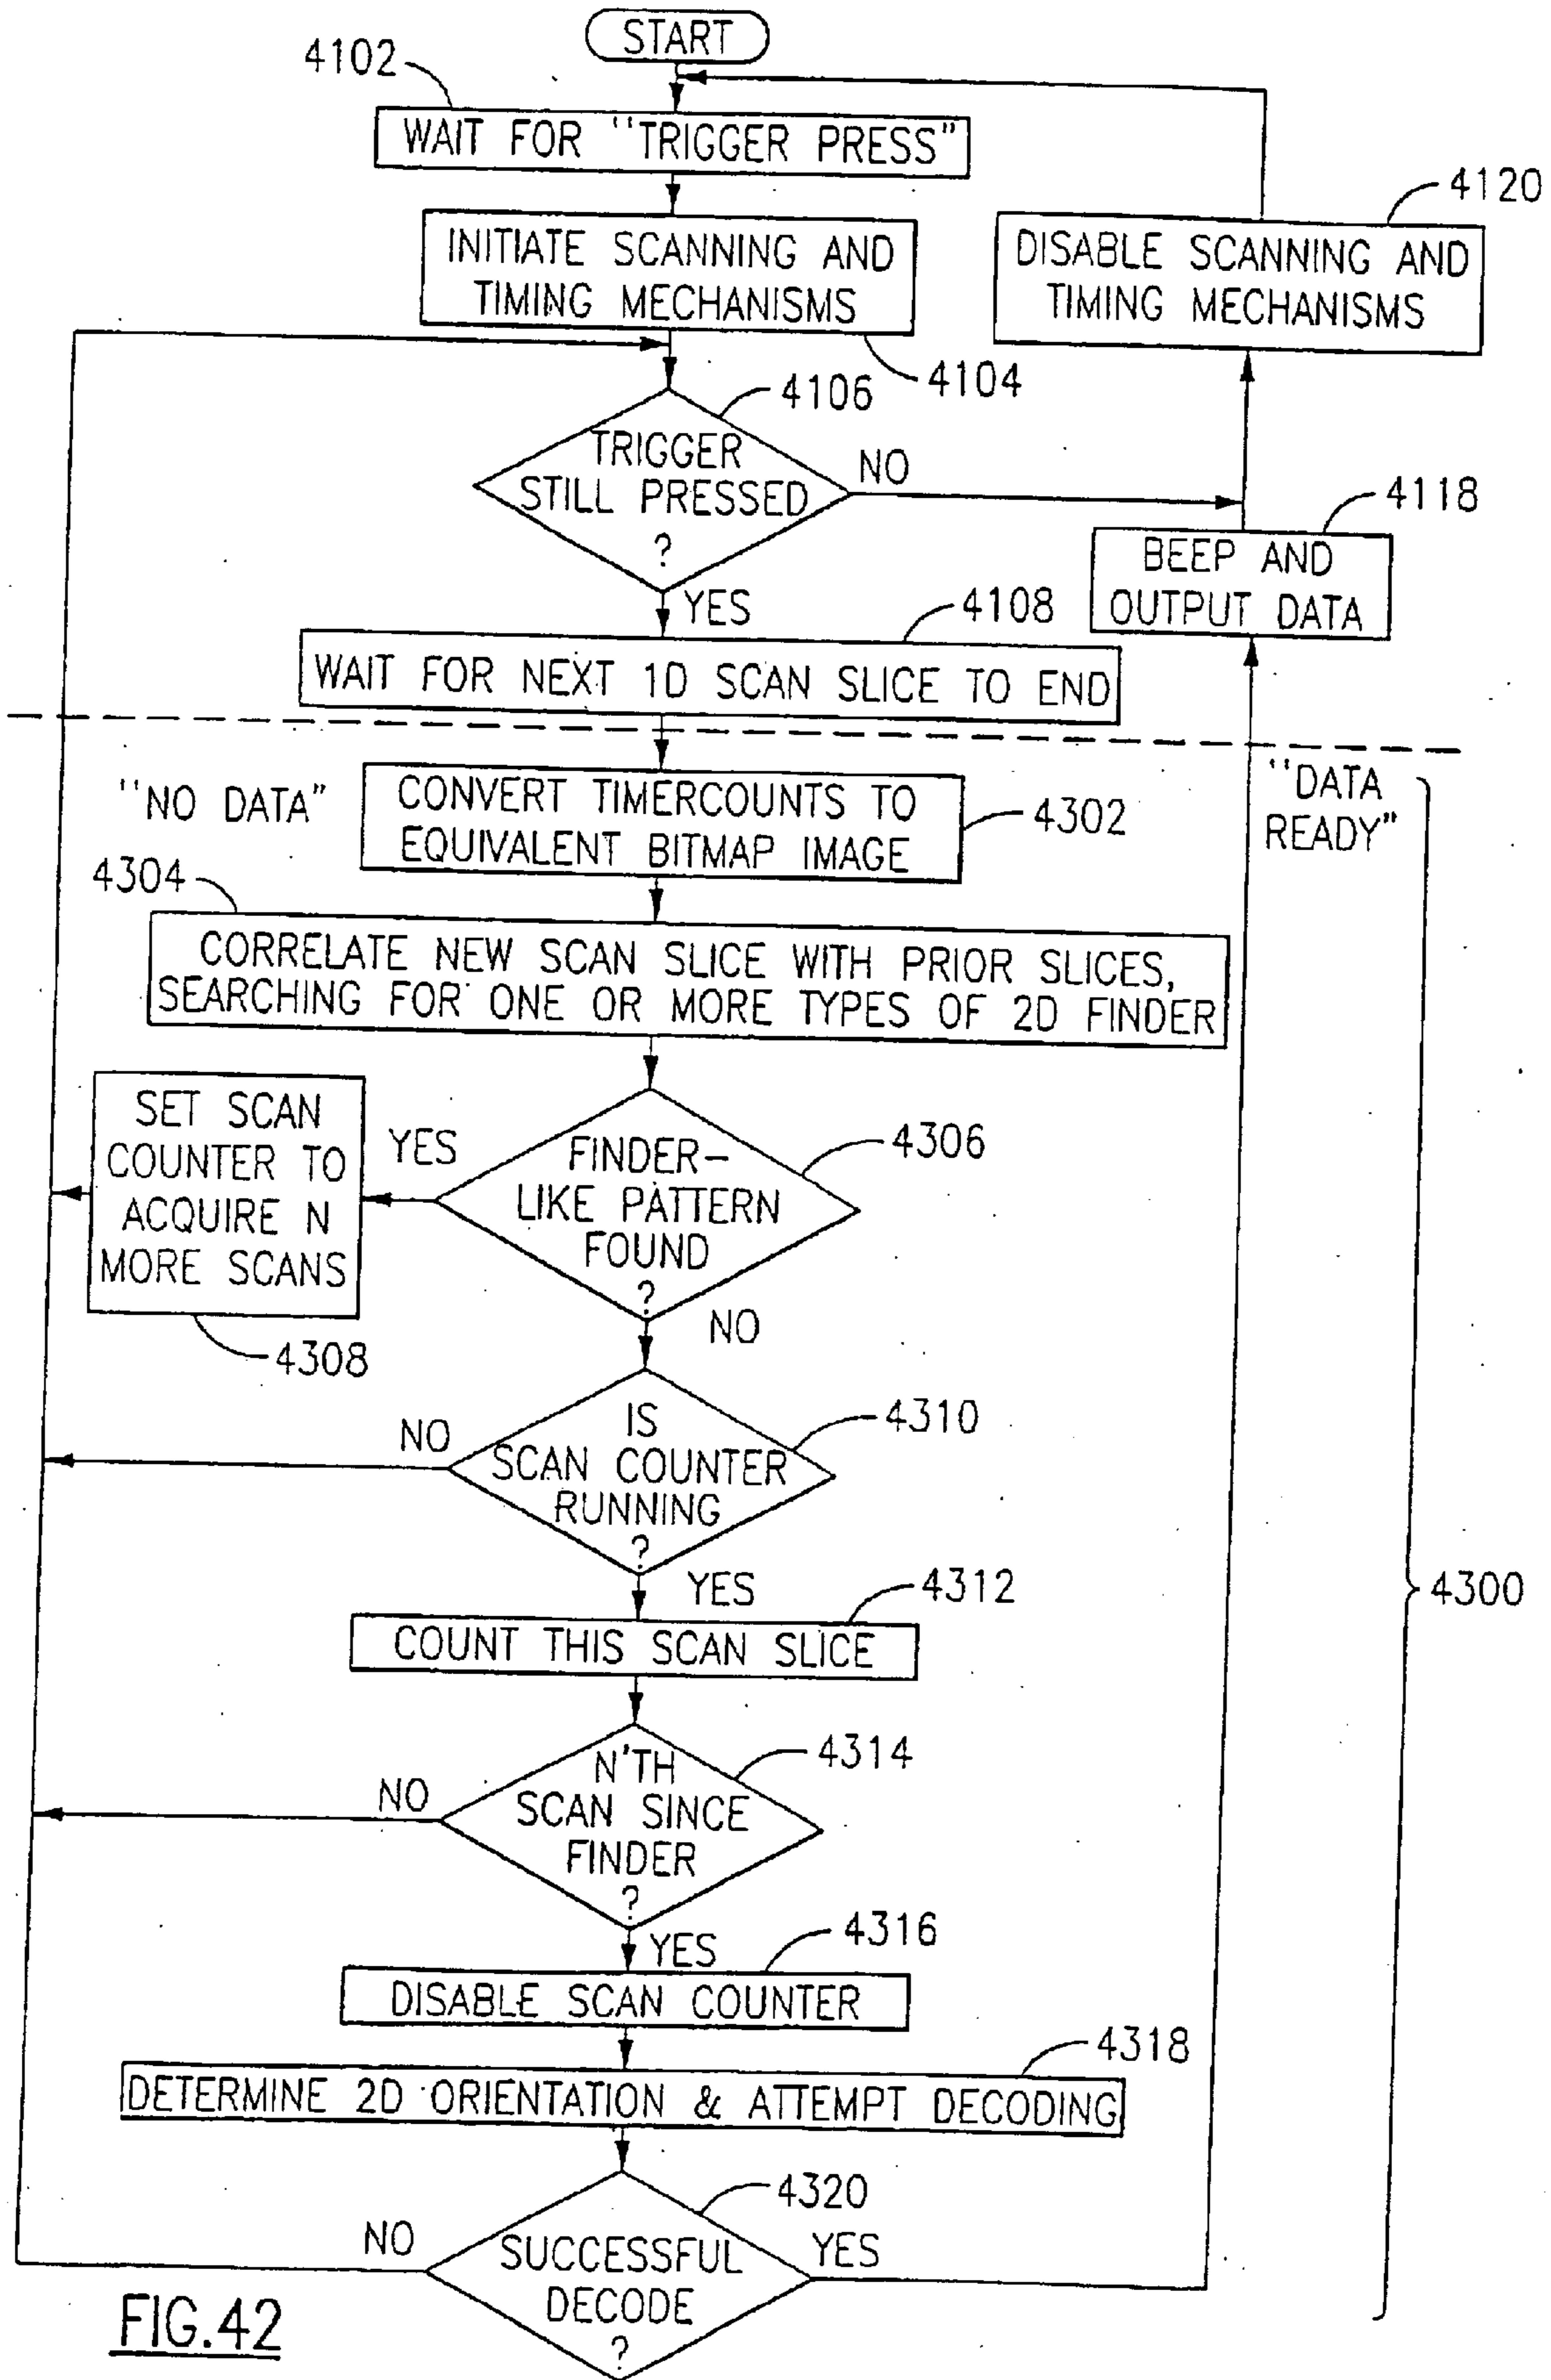 START
4102
WAIT FOR "TRIGGER PRESS"
4120
INITIATE SCANNING AND
TIMING MECHANISMS
DISABLE SCANNING AND
TIMING MECHANISMS
4104
4106
TRIGGER
STILL PRESSED
?
NO
4118
BEEP AND
OUTPUT DATA
YES
4108
WAIT FOR NEXT 1D SCAN SLICE TO END
"NO DATA"
CONVERT TIMERCOUNTS TO
EQUIVALENT BITMAP IMAGE
4302
"DATA
READY"
4304
CORRELATE NEW SCAN SLICE WITH PRIOR SLICES,
SEARCHING FOR ONE OR MORE TYPES OF 2D FINDER
SET SCAN
COUNTER TO
ACQUIRE N
MORE SCANS
YES
FINDER-
LIKE PATTERN
FOUND
?
4306
NO
4308
IS
SCAN COUNTER
RUNNING
?
4310
NO
YES
4312
4300
COUNT THIS SCAN SLICE
N'TH
SCAN SINCE
FINDER
?
4314
NO
YES
4316
DISABLE SCAN COUNTER
4318
DETERMINE 2D ORIENTATION & ATTEMPT DECODING
4320
NO
SUCCESSFUL
DECODE
?
YES
FIG.42